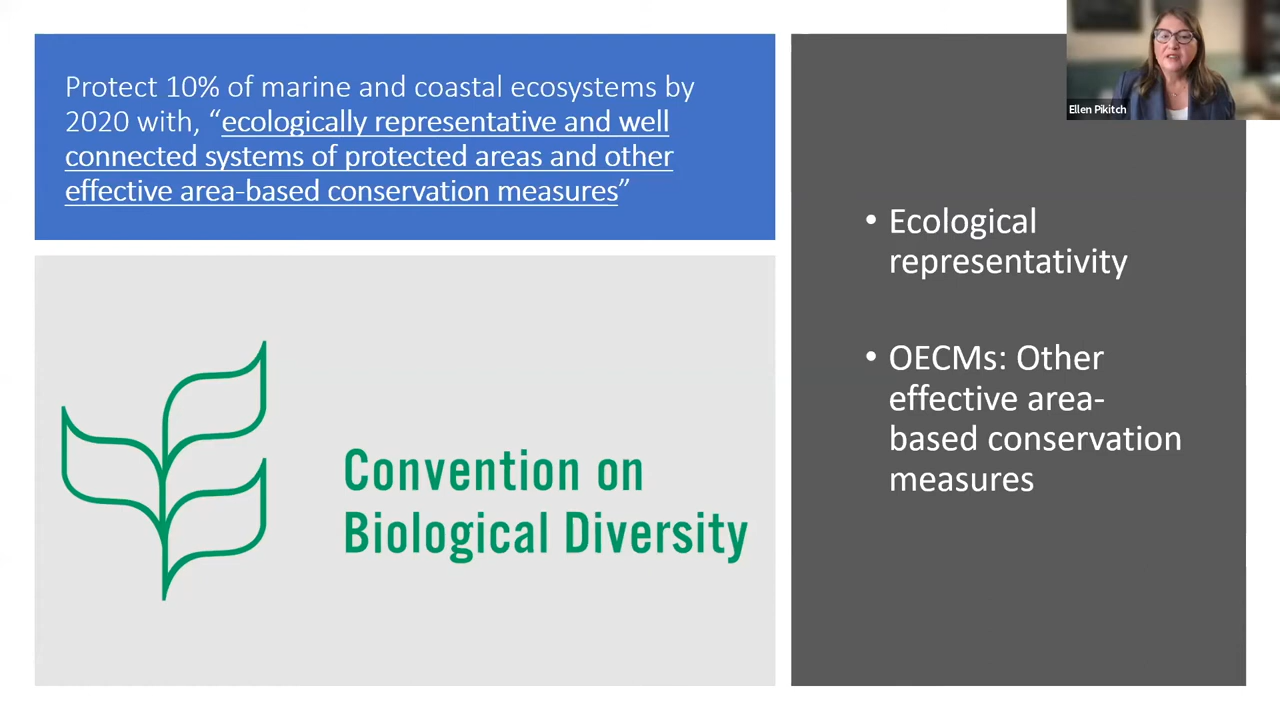 Protect 10% of marine and coastal ecosystems by
2020 with, “ecologically representative and well
connected systems of protected areas and other
effective area-based conservation measures”
Convention on
Biological Diversity
• Ecological
representativity
• OECMs: Other
effective area-
based conservation
measures
Ellen Pikitch